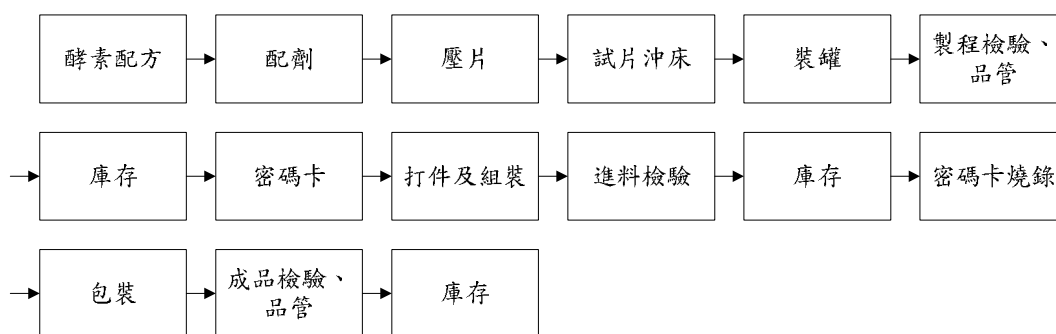 酵素配方
配劑
壓片
試片沖床
裝罐
製程檢驗、
品管
庫存
密碼卡
打件及組裝
進料檢驗
庫存
密碼卡燒錄
包裝
成品檢驗、
品管
庫存